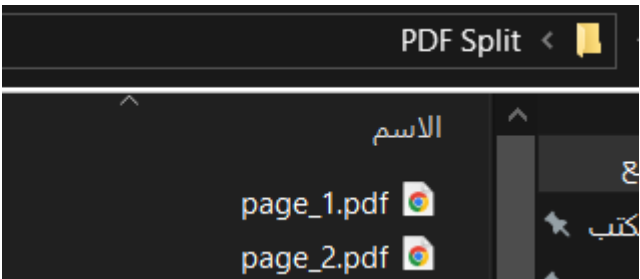 PDF Split
الاسم
page_1.pdf
page_2.pdf